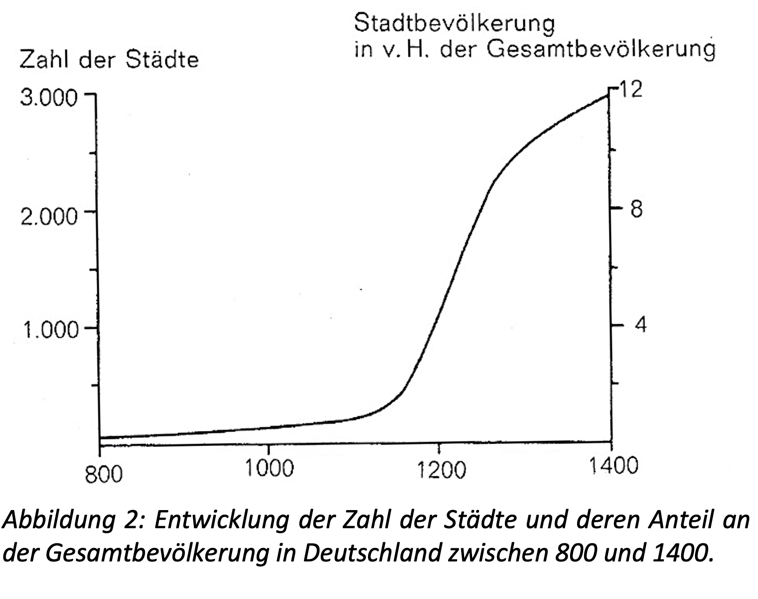 Stadtbevölkerung
in v. H. der Gesamtbevölkerung
Zahl der Städte
3.000
2.000
1.000
12
8
4
800
1000
1200
1400
Abbildung 2: Entwicklung der Zahl der Städte und deren Anteil an
der Gesamtbevölkerung in Deutschland zwischen 800 und 1400.